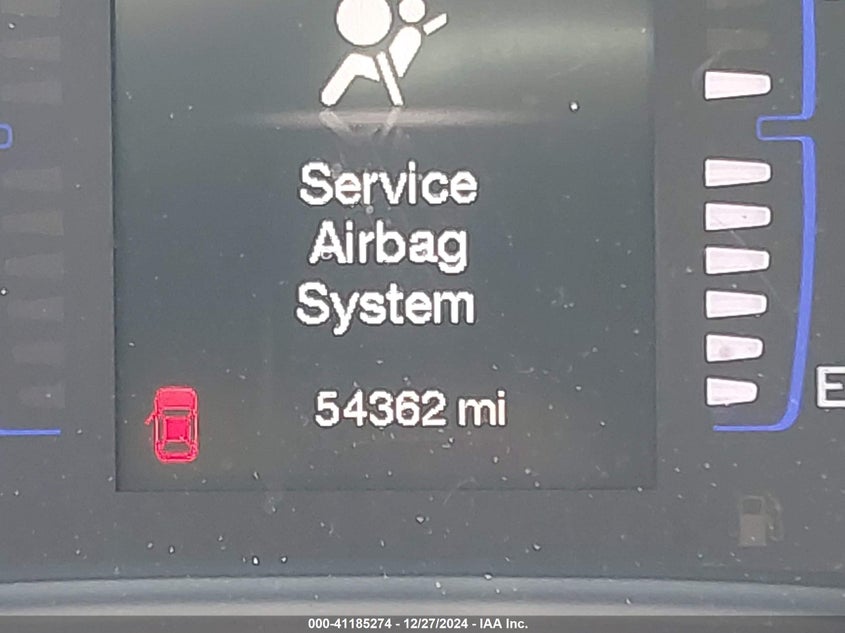 Service
Airbag
System
54362 mi
E
000-41185274 - 12/27/2024 - IAA Inc.